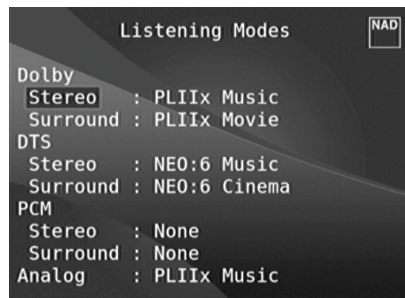 Listening Modes
NAD
Dolby
Stereo : PLIIx Music
Surround : PLIIx Movie
DTS
Stereo : NEO:6 Music
Surround : NEO:6 Cinema
PCM
Stereo : None
Surround : None
Analog : PLIIx Music